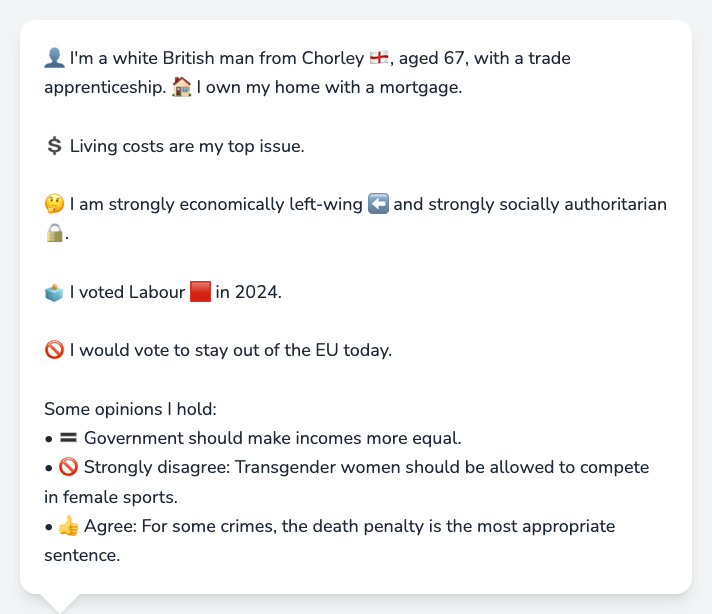 👤 I'm a white British man from Chorley 🏴󠁧󠁢󠁥󠁮󠁧󠁿, aged 67, with a trade
apprenticeship. 🏠 I own my home with a mortgage.
💲 Living costs are my top issue.
🤔 I am strongly economically left-wing ⬅️ and strongly socially authoritarian
🔒.
🗳️ I voted Labour 🟥 in 2024.
🚫 I would vote to stay out of the EU today.
Some opinions I hold:
• 🟰 Government should make incomes more equal.
• 🚫 Strongly disagree: Transgender women should be allowed to compete
in female sports.
• 👍 Agree: For some crimes, the death penalty is the most appropriate
sentence.